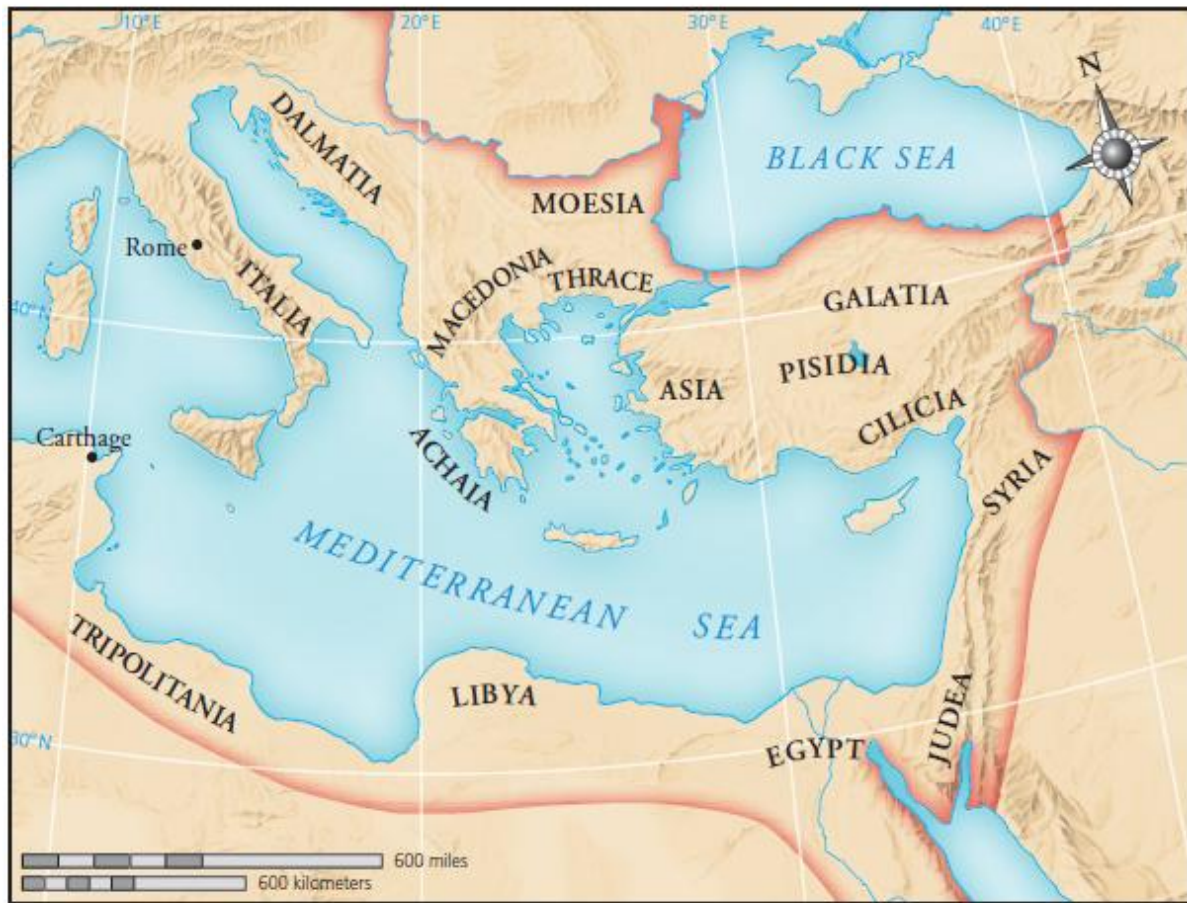 10°E
20°E
30°E
40°E
N
DALMATIA
BLACK SEA
MOESIA
Rome
ITALIA
MACEDONIA
THRACE
GALATIA
40°N
PISIDIA
ASIA
CILICIA
Carthage
ACHAIA
SYRIA
MEDITERRANEAN SEA
TRIPOLITANIA
LIBYA
JUDEA
30°N
EGYPT
600 miles
600 kilometers